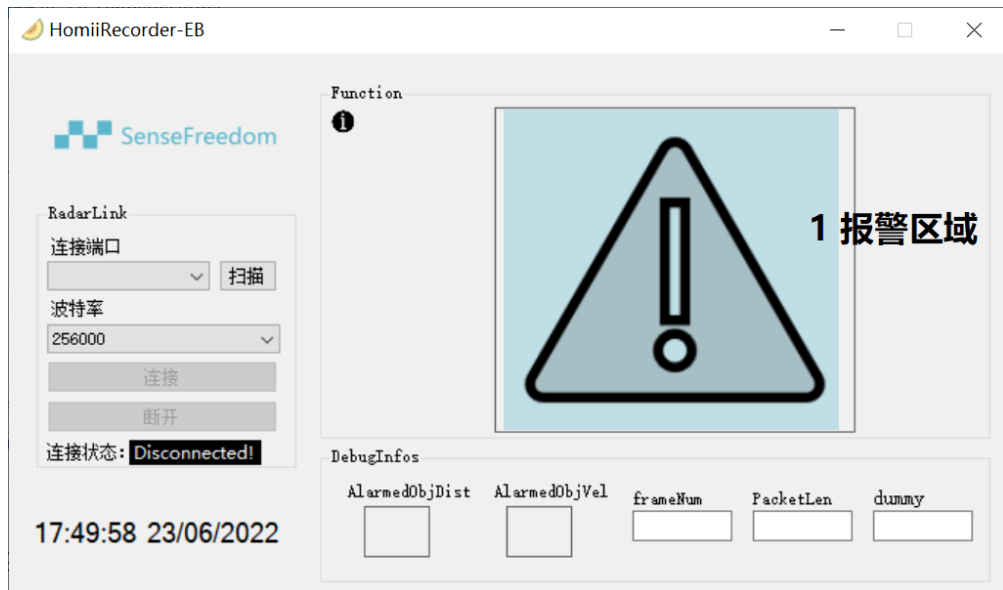 HomiiRecorder-EB
SenseFreedom
RadarLink
连接端口
扫描
波特率
256000
连接
断开
连接状态: Disconnected!
17:49:58 23/06/2022
Function
1 报警区域
DebugInfos
AlarmedObjDist AlarmedObjVel frameNum PacketLen dummy